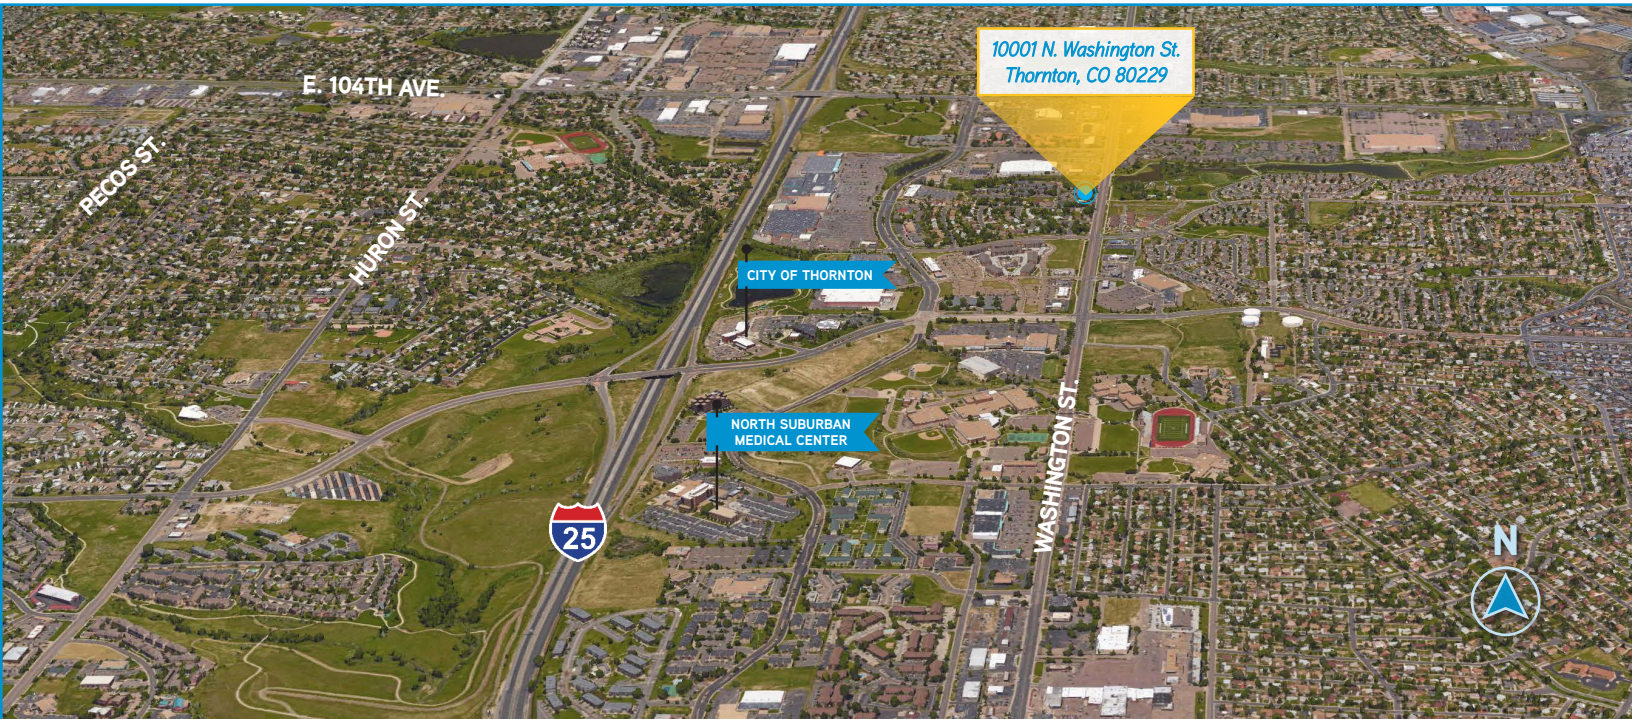 10001 N. Washington St.
Thornton, CO 80229
E. 104TH AVE.
PECOS ST.
HURON ST.
CITY OF THORNTON
NORTH SUBURBAN
MEDICAL CENTER
WASHINGTON ST.
25
N